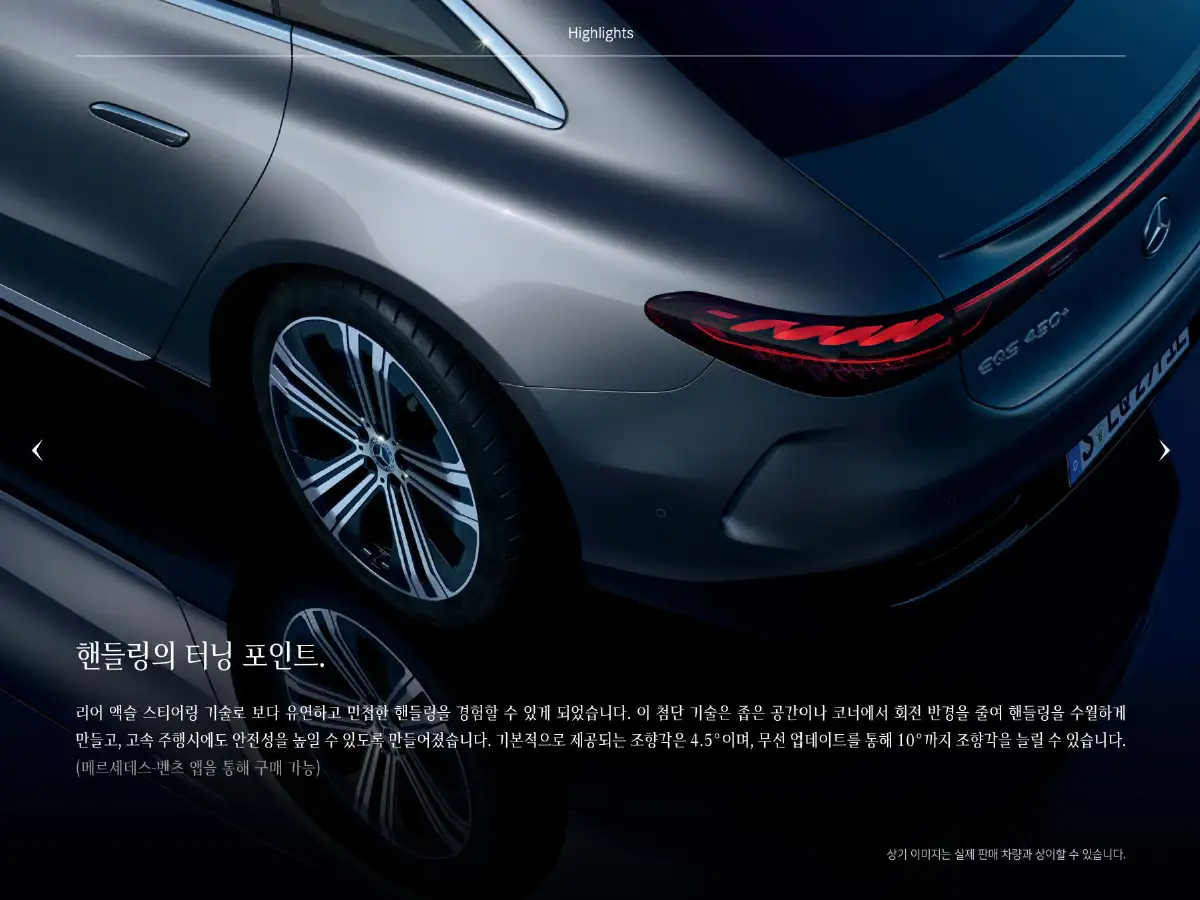 Highlights
EQS 450+
핸들링의 터닝 포인트.
리어 액슬 스티어링 기술로 보다 유연하고 민첩한 핸들링을 경험할 수 있게 되었습니다. 이 첨단 기술은 좁은 공간이나 코너에서 회전 반경을 줄여 핸들링을 수월하게
만들고, 고속 주행시에도 안전성을 높일 수 있도록 만들어졌습니다. 기본적으로 제공되는 조향각은 4.5°이며, 무선 업데이트를 통해 10°까지 조향각을 늘릴 수 있습니다.
(메르세데스-벤츠 앱을 통해 구매 가능)
상기 이미지는 실제 판매 차량과 상이할 수 있습니다.